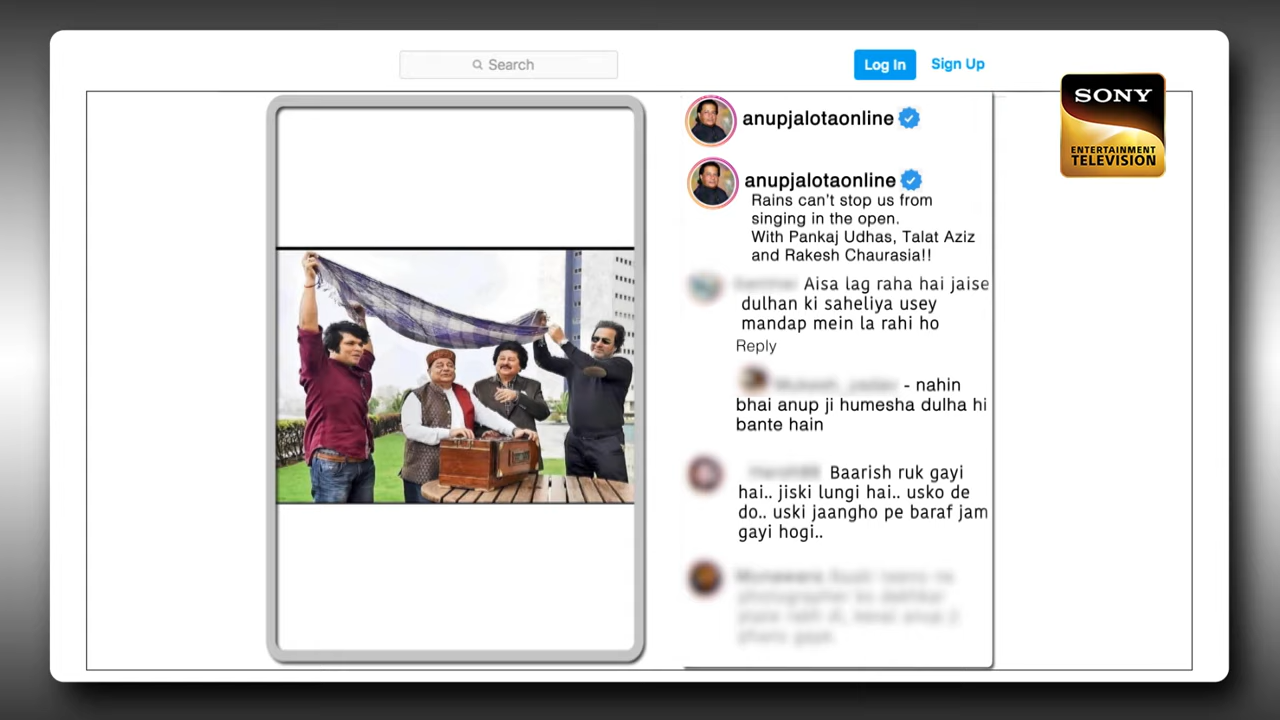 Search
Log In
Sign Up
SONY
ENTERTAINMENT
TELEVISION
anupjalotaonline
anupjalotaonline
Rains can't stop us from
singing in the open.
With Pankaj Udhas, Talat Aziz
and Rakesh Chaurasia!!
Aisa lag raha hai jaise
dulhan ki saheliya usey
mandap mein la rahi ho
Reply
- nahin
bhai anup ji humesha dulha hi
bante hain
Baarish ruk gayi
hai.. jiski lungi hai.. usko de
do.. uski jaangho pe baraf jam
gayi hogi..